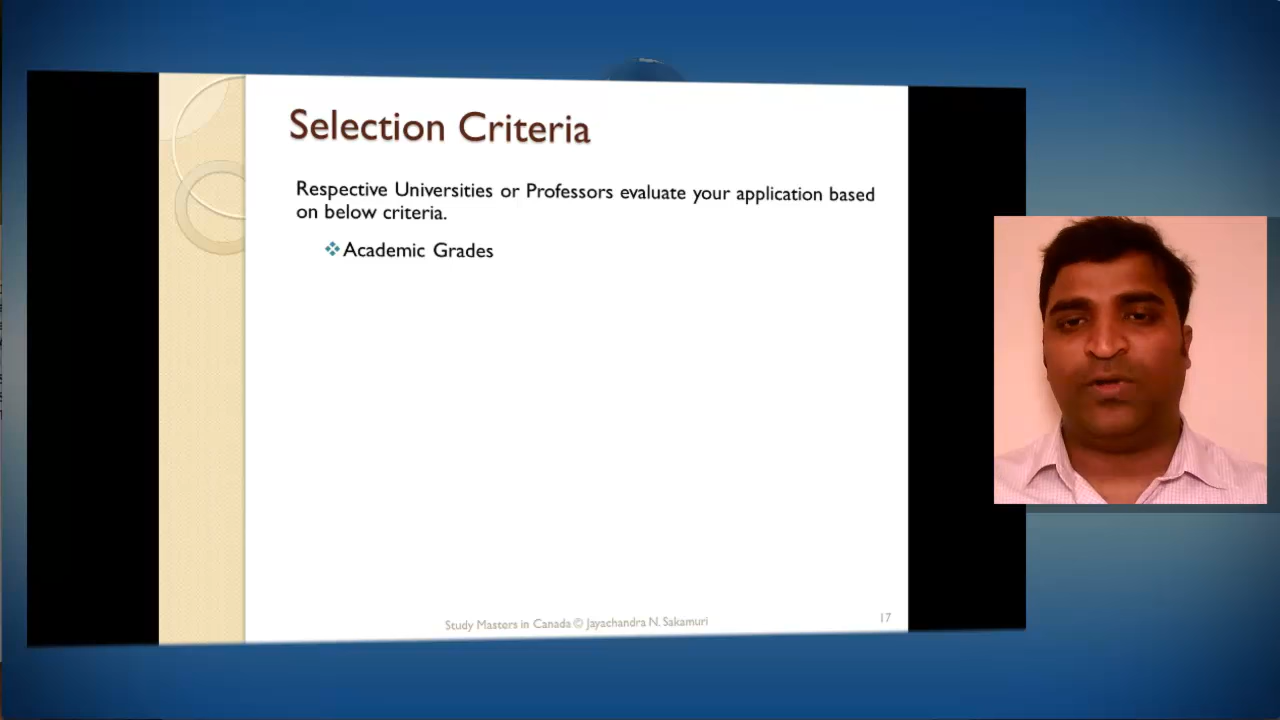 Selection Criteria
Respective Universities or Professors evaluate your application based
on below criteria.
Academic Grades
Study Masters in Canada © Jayachandra N. Sakamuri
17